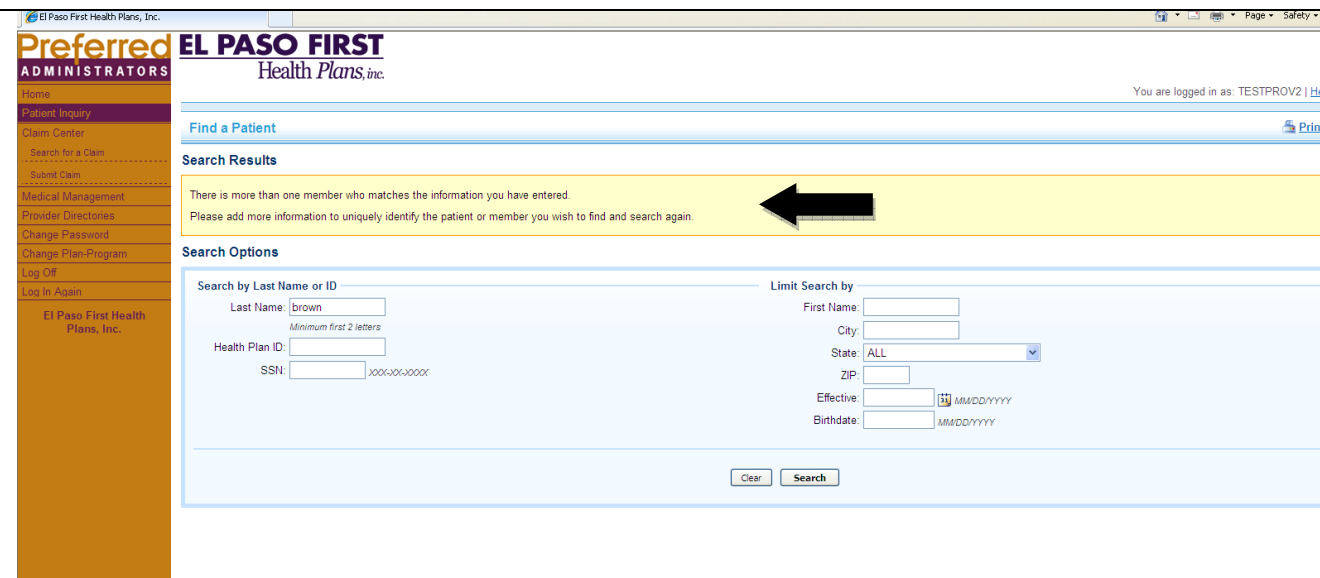 El Paso First Health Plans, Inc.
Page
Safety
Preferred
ADMINISTRATORS
EL PASO FIRST
Health Plans, inc.
You are logged in as: TESTPROV2 |
Home
Patient Inquiry
Claim Center
Search for a Claim
Submit Claim
Medical Management
Provider Directories
Change Password
Change Plan-Program
Log Off
Log In Again
El Paso First Health
Plans, Inc.
Find a Patient
Prin
Search Results
There is more than one member who matches the information you have entered.
Please add more information to uniquely identify the patient or member you wish to find and search again.
Search Options
Search by Last Name or ID
Last Name: brown
Minimum first 2 letters
Health Plan ID:
SSN: XXX-XX-XXXX
Limit Search by
First Name:
City:
State: ALL
ZIP:
Effective: 31 MM/DD/YYYY
Birthdate: MM/DD/YYYY
Clear Search